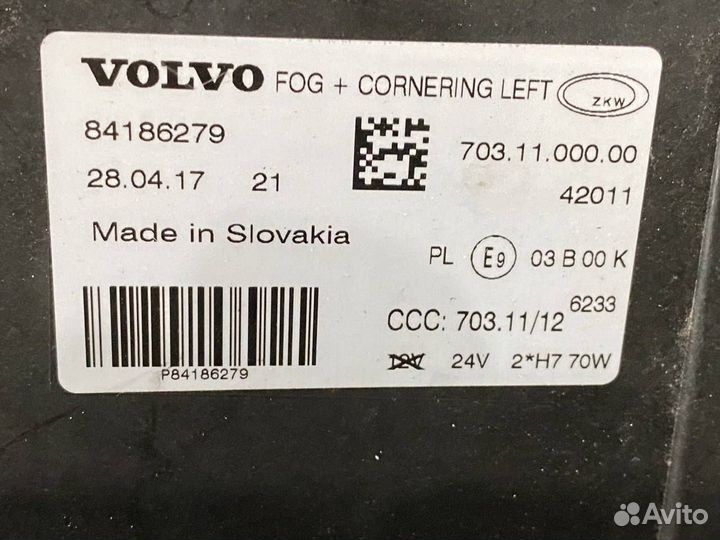 VOLVO FOG + CORNERING LEFT ZKW
84186279 703.11.000.00
28.04.17 21 42011
Made in Slovakia
PL E9 03 B 00 K
6233
CCC: 703.11/12
12V 24V 2*H7 70W
P84186279
Avito